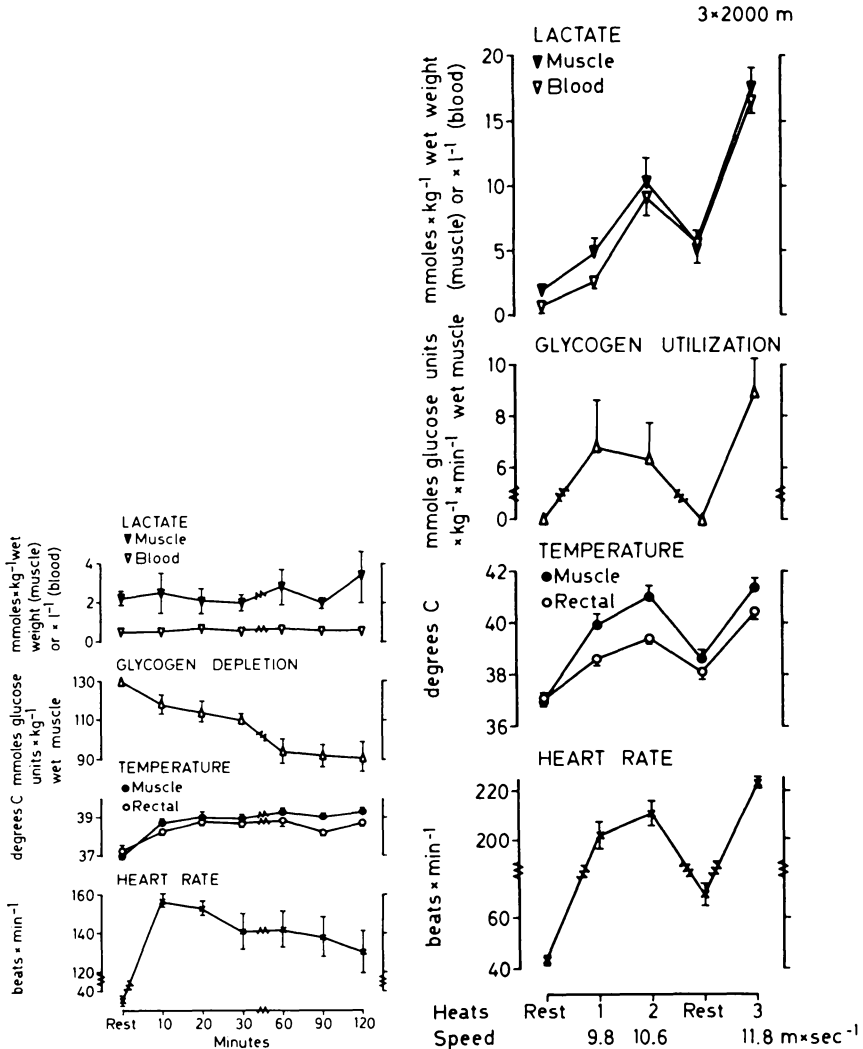 LACTATE
Muscle
Blood
mmoles×kg⁻¹wet
weight (muscle)
or × l⁻¹ (blood)
4
2
0
GLYCOGEN DEPLETION
mmoles glucose
units×kg⁻¹
wet muscle
130
110
90
TEMPERATURE
Muscle
Rectal
degrees C
39
37
HEART RATE
beats×min⁻¹
160
140
120
40
Rest 10 20 30 60 90 120
Minutes
3×2000 m
LACTATE
Muscle
Blood
mmoles×kg⁻¹ wet weight
(muscle) or × l⁻¹ (blood)
20
15
10
5
0
GLYCOGEN UTILIZATION
mmoles glucose units
×kg⁻¹×min⁻¹ wet muscle
10
8
6
0
TEMPERATURE
Muscle
Rectal
degrees C
42
40
38
36
HEART RATE
beats×min⁻¹
220
200
60
40
Heats Rest 1 2 Rest 3
Speed 9.8 10.6 11.8 m×sec⁻¹